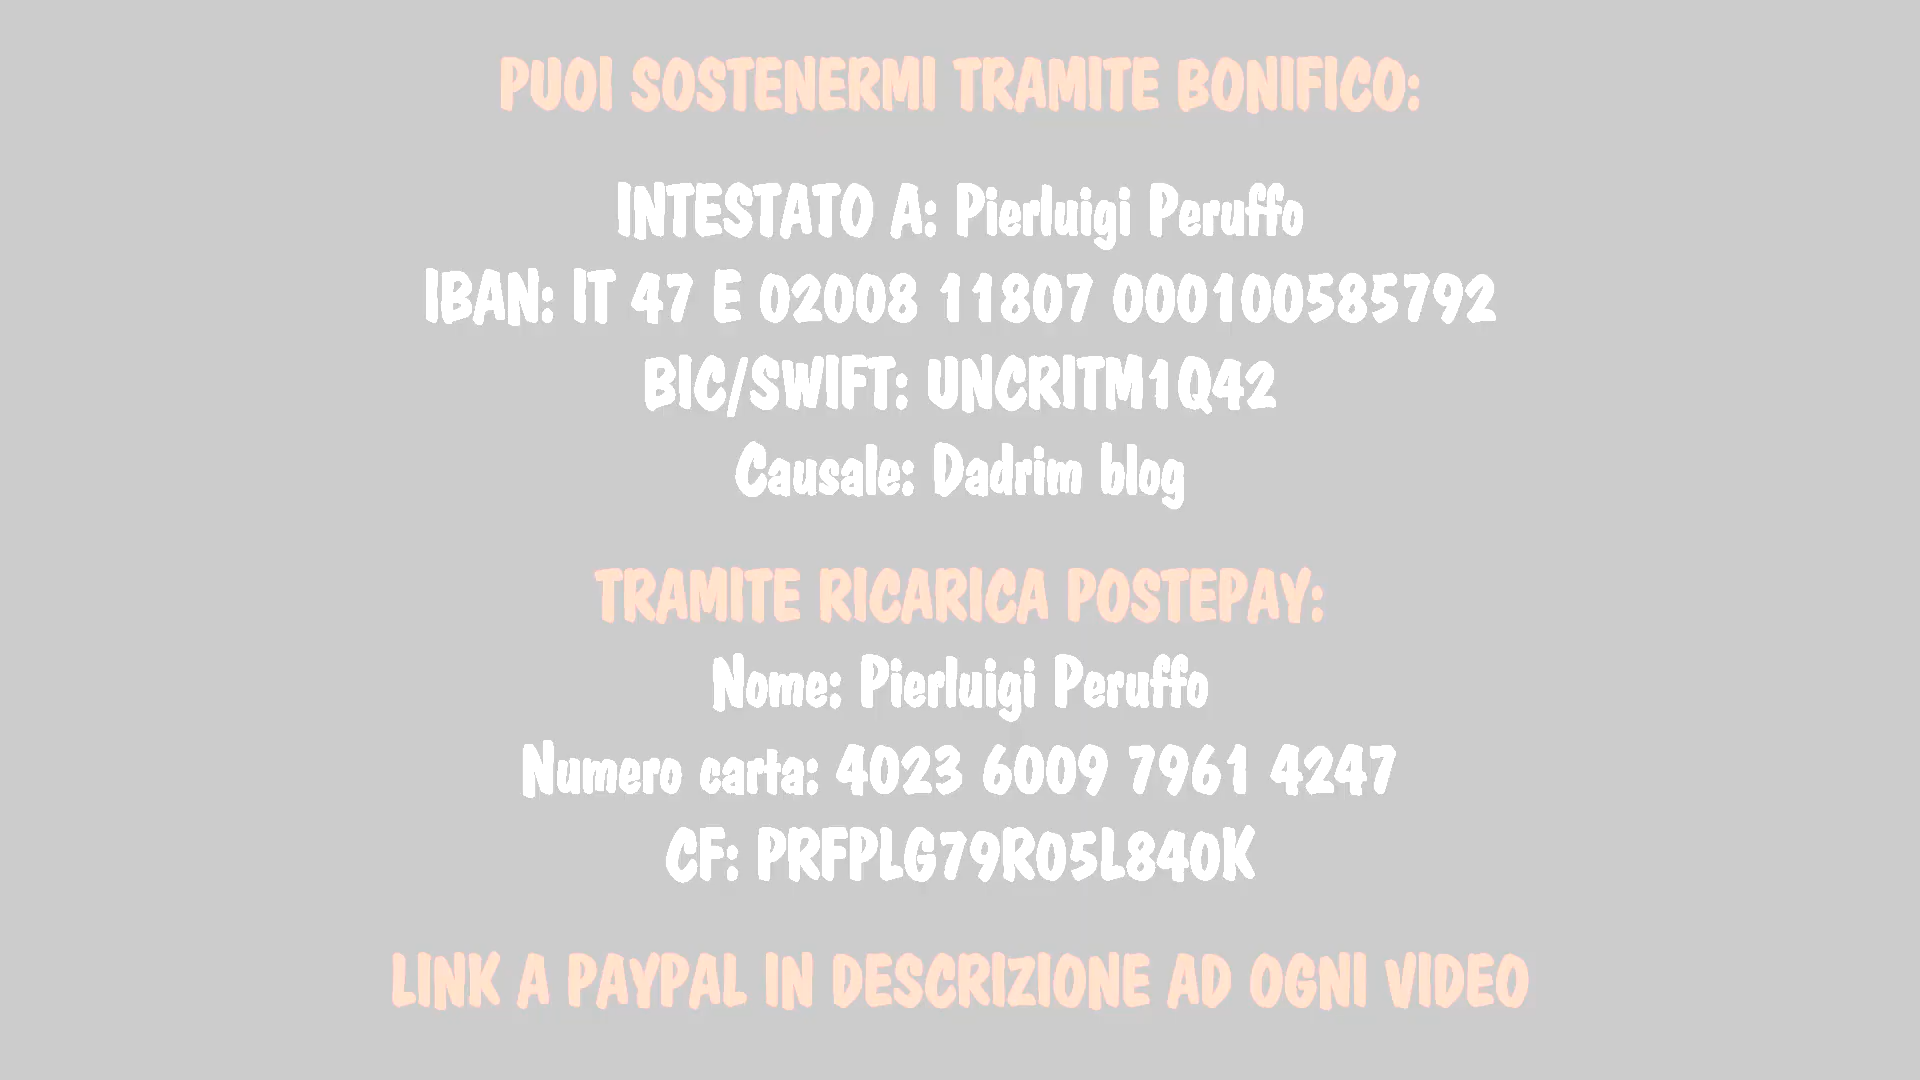 PUOI SOSTENERMI TRAMITE BONIFICO:
INTESTATO A: Pierluigi Peruffo
IBAN: IT 47 E 02008 11807 000100585792
BIC/SWIFT: UNCRITM1Q42
Causale: Dadrim blog
TRAMITE RICARICA POSTEPAY:
Nome: Pierluigi Peruffo
Numero carta: 4023 6009 7961 4247
CF: PRFPLG79R05L840K
LINK A PAYPAL IN DESCRIZIONE AD OGNI VIDEO